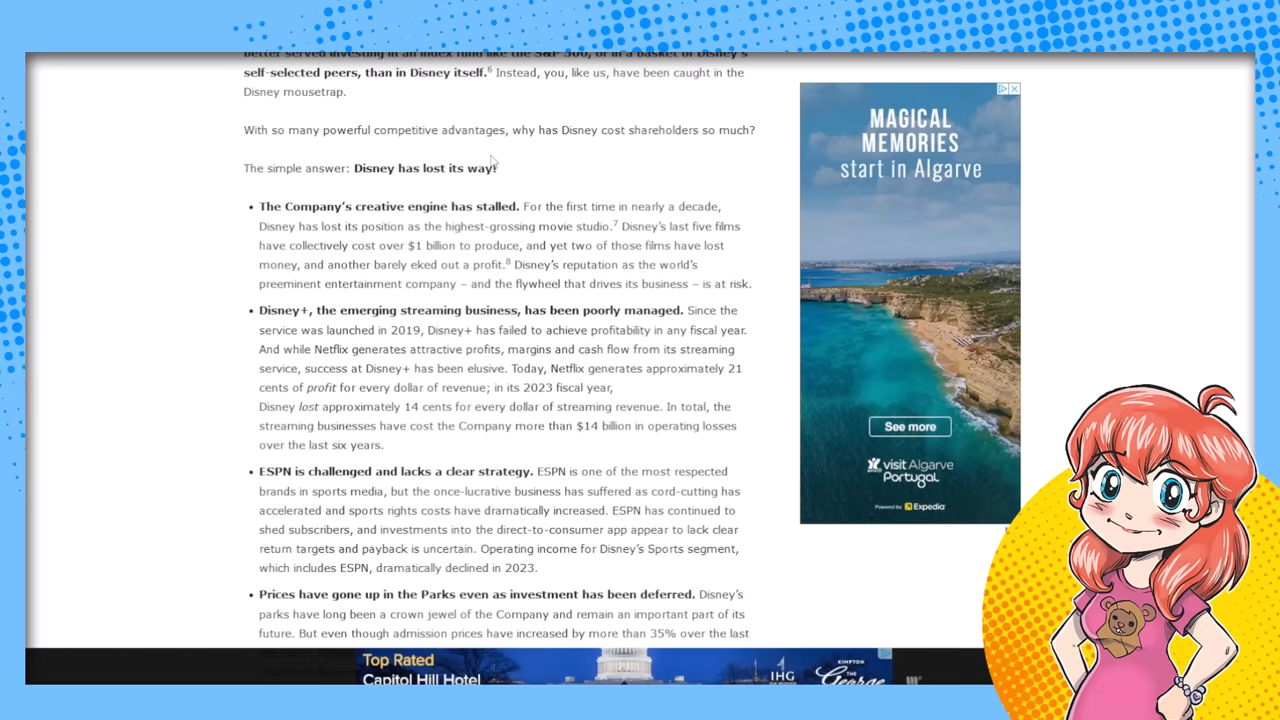 better served investing in an index fund like the S&P 500, or in a basket of Disney's
self-selected peers, than in Disney itself.6 Instead, you, like us, have been caught in the
Disney mousetrap.
With so many powerful competitive advantages, why has Disney cost shareholders so much?
The simple answer: Disney has lost its way!
• The Company's creative engine has stalled. For the first time in nearly a decade,
Disney has lost its position as the highest-grossing movie studio.7 Disney's last five films
have collectively cost over $1 billion to produce, and yet two of those films have lost
money, and another barely eked out a profit.8 Disney's reputation as the world's
preeminent entertainment company – and the flywheel that drives its business – is at risk.
• Disney+, the emerging streaming business, has been poorly managed. Since the
service was launched in 2019, Disney+ has failed to achieve profitability in any fiscal year.
And while Netflix generates attractive profits, margins and cash flow from its streaming
service, success at Disney+ has been elusive. Today, Netflix generates approximately 21
cents of profit for every dollar of revenue; in its 2023 fiscal year,
Disney lost approximately 14 cents for every dollar of streaming revenue. In total, the
streaming businesses have cost the Company more than $14 billion in operating losses
over the last six years.
• ESPN is challenged and lacks a clear strategy. ESPN is one of the most respected
brands in sports media, but the once-lucrative business has suffered as cord-cutting has
accelerated and sports rights costs have dramatically increased. ESPN has continued to
shed subscribers, and investments into the direct-to-consumer app appear to lack clear
return targets and payback is uncertain. Operating income for Disney's Sports segment,
which includes ESPN, dramatically declined in 2023.
• Prices have gone up in the Parks even as investment has been deferred. Disney's
parks have long been a crown jewel of the Company and remain an important part of its
future. But even though admission prices have increased by more than 35% over the last
MAGICAL
MEMORIES
start in Algarve
See more
visit Algarve
Portugal
Powered by Expedia
Top Rated
Capitol Hill Hotel
IHG
KIMPTON
George